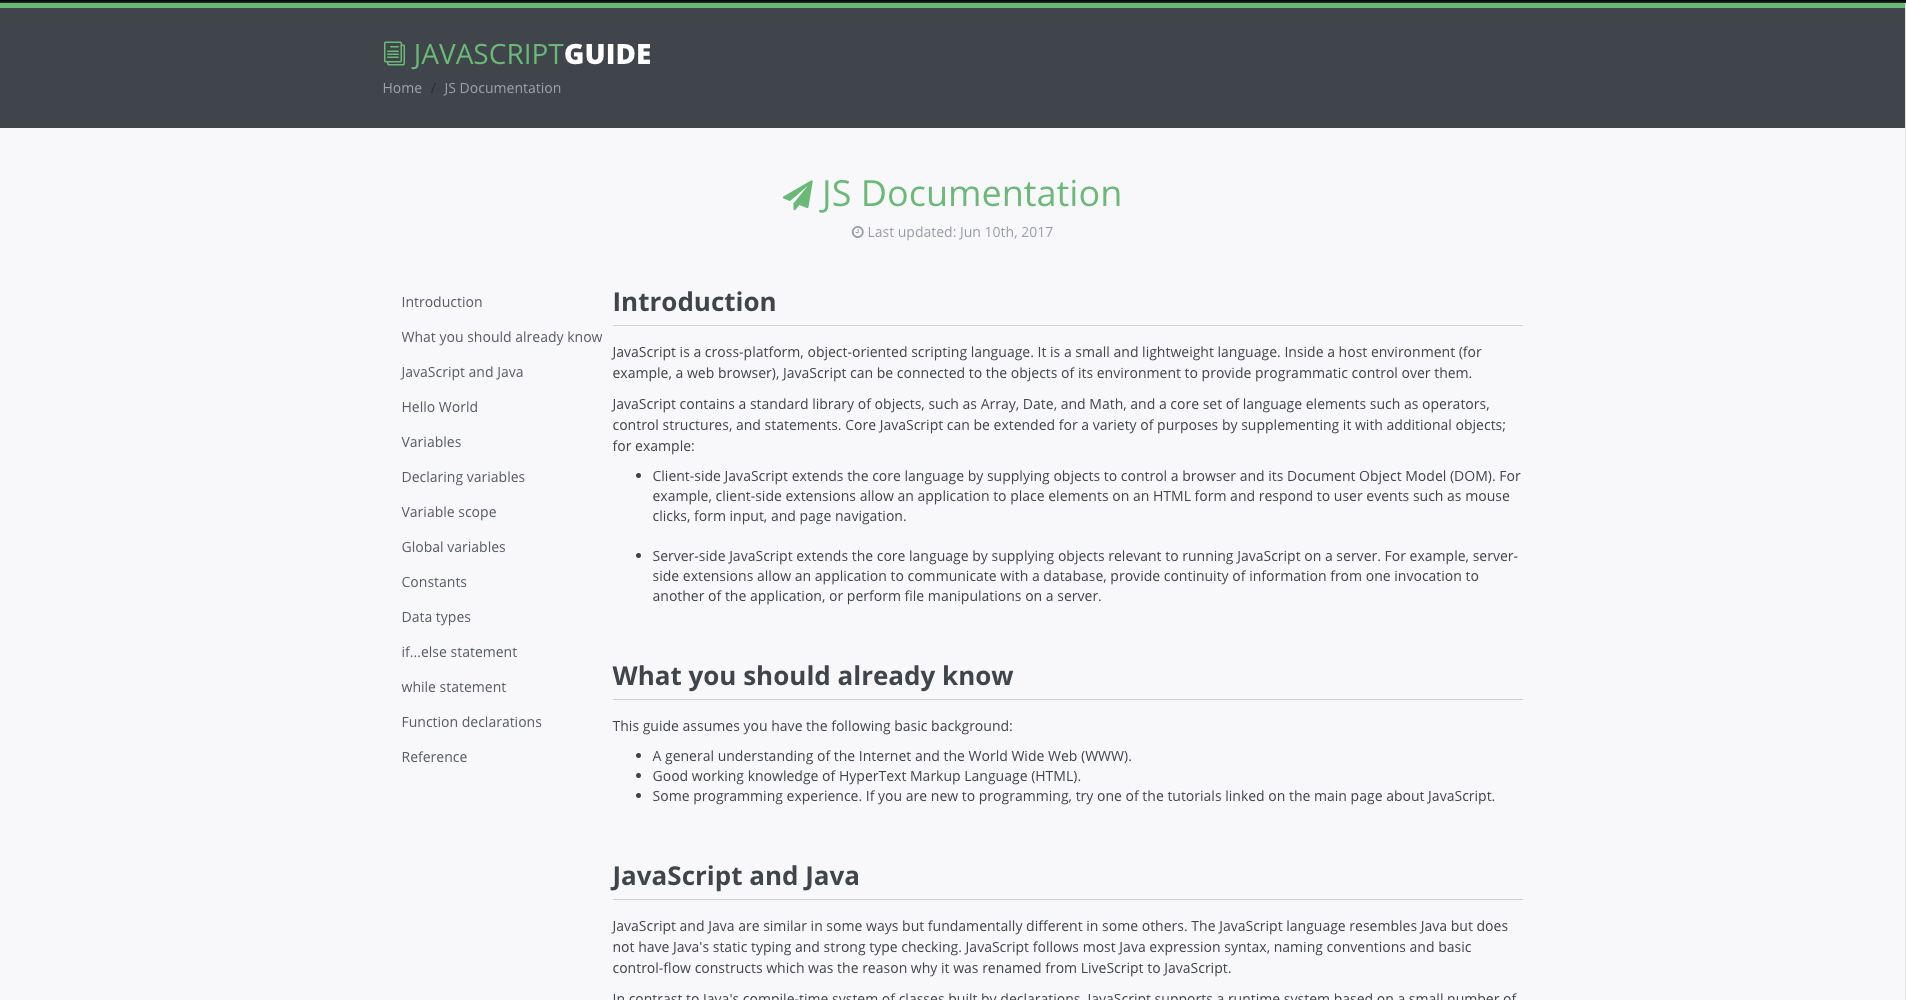 JAVASCRIPTGUIDE
Home / JS Documentation
JS Documentation
Last updated: Jun 10th, 2017
Introduction
What you should already know
JavaScript and Java
Hello World
Variables
Declaring variables
Variable scope
Global variables
Constants
Data types
if...else statement
while statement
Function declarations
Reference
Introduction
JavaScript is a cross-platform, object-oriented scripting language. It is a small and lightweight language. Inside a host environment (for
example, a web browser), JavaScript can be connected to the objects of its environment to provide programmatic control over them.
JavaScript contains a standard library of objects, such as Array, Date, and Math, and a core set of language elements such as operators,
control structures, and statements. Core JavaScript can be extended for a variety of purposes by supplementing it with additional objects;
for example:
• Client-side JavaScript extends the core language by supplying objects to control a browser and its Document Object Model (DOM). For
example, client-side extensions allow an application to place elements on an HTML form and respond to user events such as mouse
clicks, form input, and page navigation.
• Server-side JavaScript extends the core language by supplying objects relevant to running JavaScript on a server. For example, server-
side extensions allow an application to communicate with a database, provide continuity of information from one invocation to
another of the application, or perform file manipulations on a server.
What you should already know
This guide assumes you have the following basic background:
• A general understanding of the Internet and the World Wide Web (WWW).
• Good working knowledge of HyperText Markup Language (HTML).
• Some programming experience. If you are new to programming, try one of the tutorials linked on the main page about JavaScript.
JavaScript and Java
JavaScript and Java are similar in some ways but fundamentally different in some others. The JavaScript language resembles Java but does
not have Java's static typing and strong type checking. JavaScript follows most Java expression syntax, naming conventions and basic
control-flow constructs which was the reason why it was renamed from LiveScript to JavaScript.
In contrast to Java's compile-time system of classes built by declarations, JavaScript supports a runtime system based on a small number of